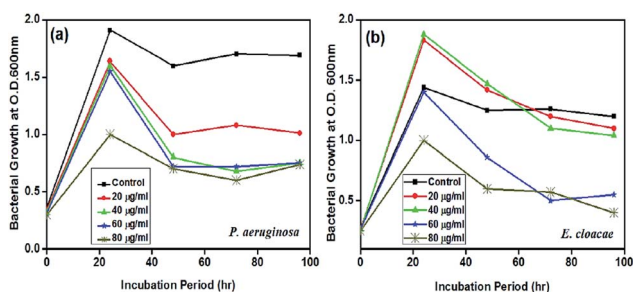 (a)
Bacterial Growth at O.D.600nm
2.0
1.5
1.0
0.5
0.0
Control
20 µg/ml
40 µg/ml
60 µg/ml
80 µg/ml
P. aeruginosa
0 20 40 60 80 100
Incubation Period (hr)
(b)
Bacterial Growth at O.D. 600nm
2.0
1.5
1.0
0.5
Control
20 µg/ml
40 µg/ml
60 µg/ml
80 µg/ml
E. cloacae
0 20 40 60 80 100
Incubation Period (hr)